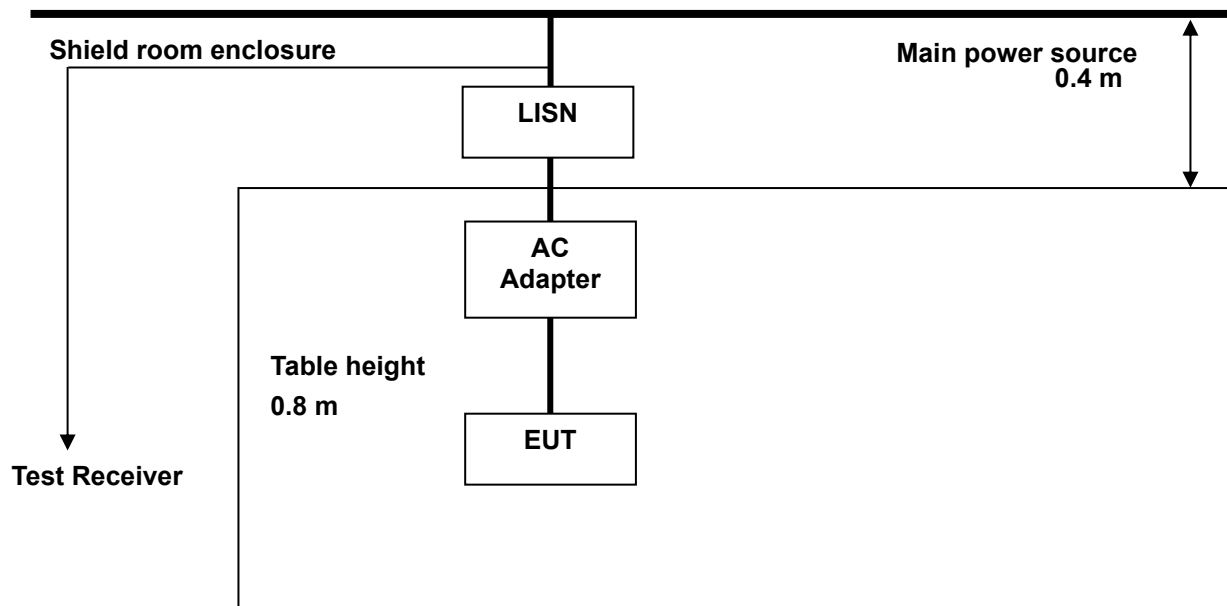 Shield room enclosure
Main power source
0.4 m
LISN
AC
Adapter
Table height
0.8 m
EUT
Test Receiver